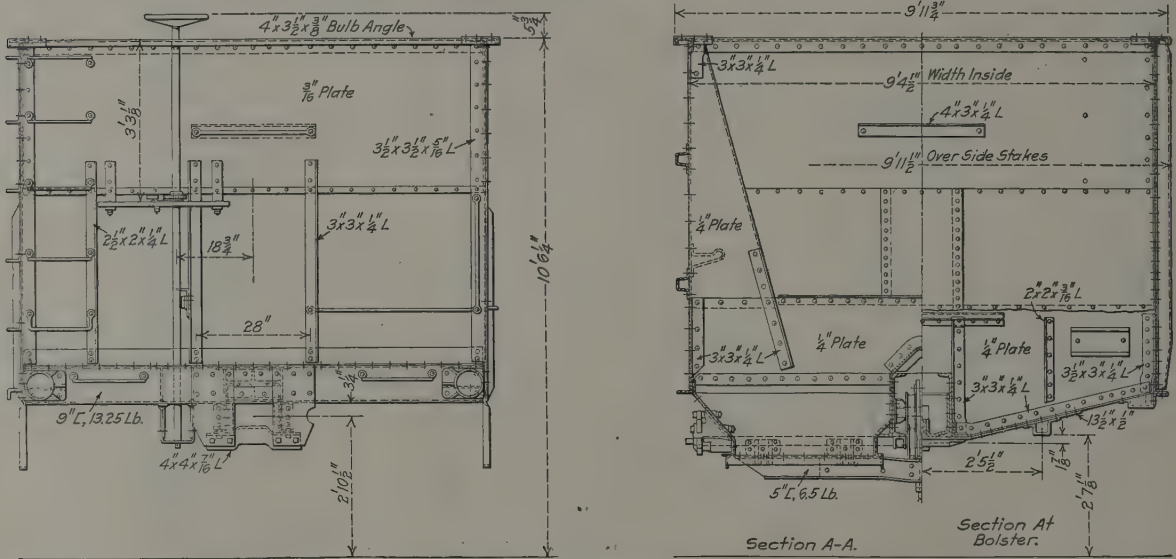 4"x3½"x⅜" Bulb Angle
3'3⅛"
3/16" Plate
3½"x3½"x5/16" L
2½"x2"x¼" L
18¾"
3"x3"x¼" L
28"
9"[, 13.25 Lb.
4"x4"x7/16" L
3¼"
2'10½"
10'6¼"
9'11¾"
3"x3"x¼" L
9'4½" Width Inside
4"x3"x¼" L
9'11½" Over Side Stakes
¼" Plate
2"x2"x3/16" L
¼" Plate
¼" Plate
3"x3"x¼" L
3½"x3"x¼" L
3"x3"x¼" L
13½"x½"
2'5½"
1⅞"
2'7⅛"
5"[, 6.5 Lb.
Section A-A.
Section At
Bolster.